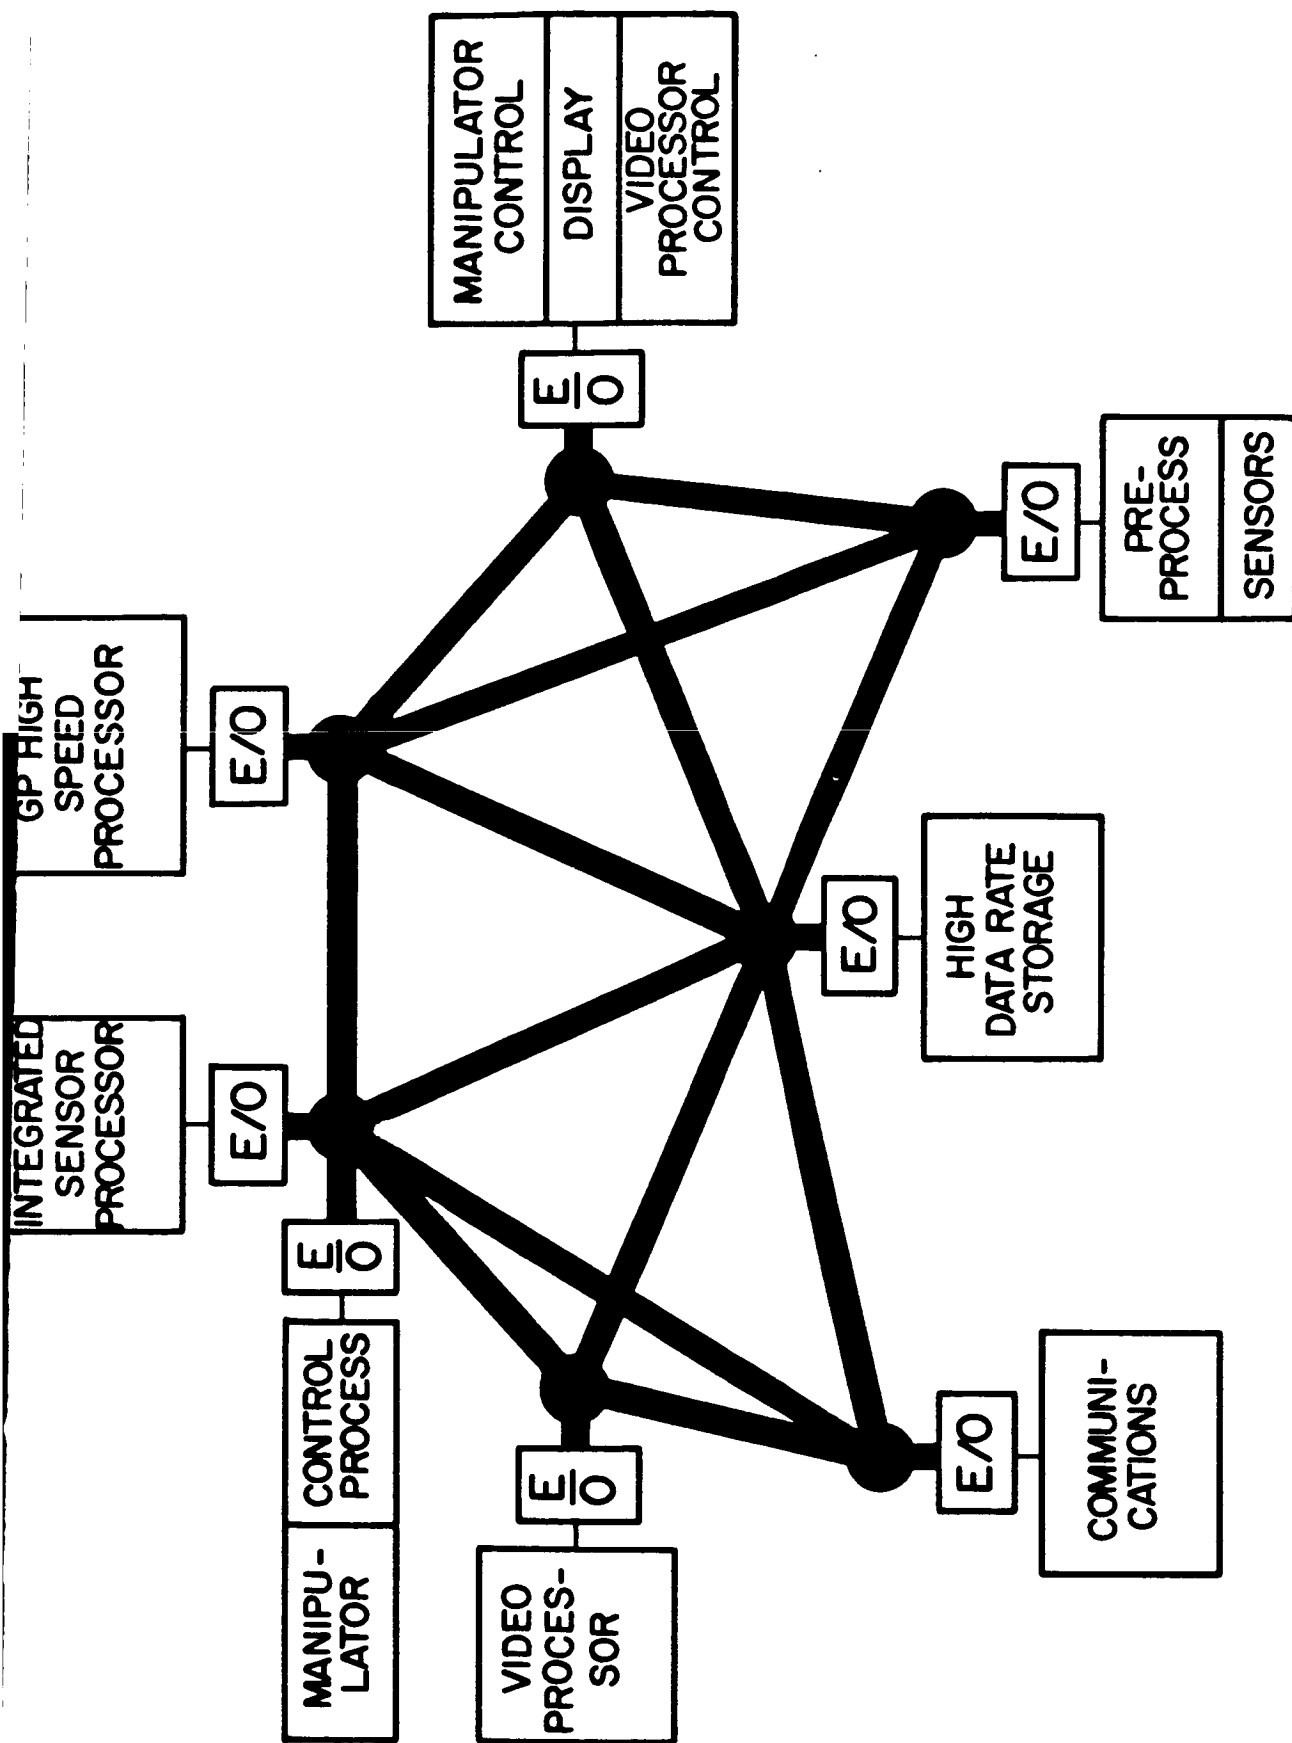 MANIPU-
LATOR
CONTROL
PROCESS
E
O
INTEGRATED
SENSOR
PROCESSOR
E/O
GP HIGH
SPEED
PROCESSOR
E/O
VIDEO
PROCES-
SOR
E
O
MANIPULATOR
CONTROL
DISPLAY
VIDEO
PROCESSOR
CONTROL
E
O
COMMUNI-
CATIONS
E/O
HIGH
DATA RATE
STORAGE
E/O
PRE-
PROCESS
SENSORS
E/O